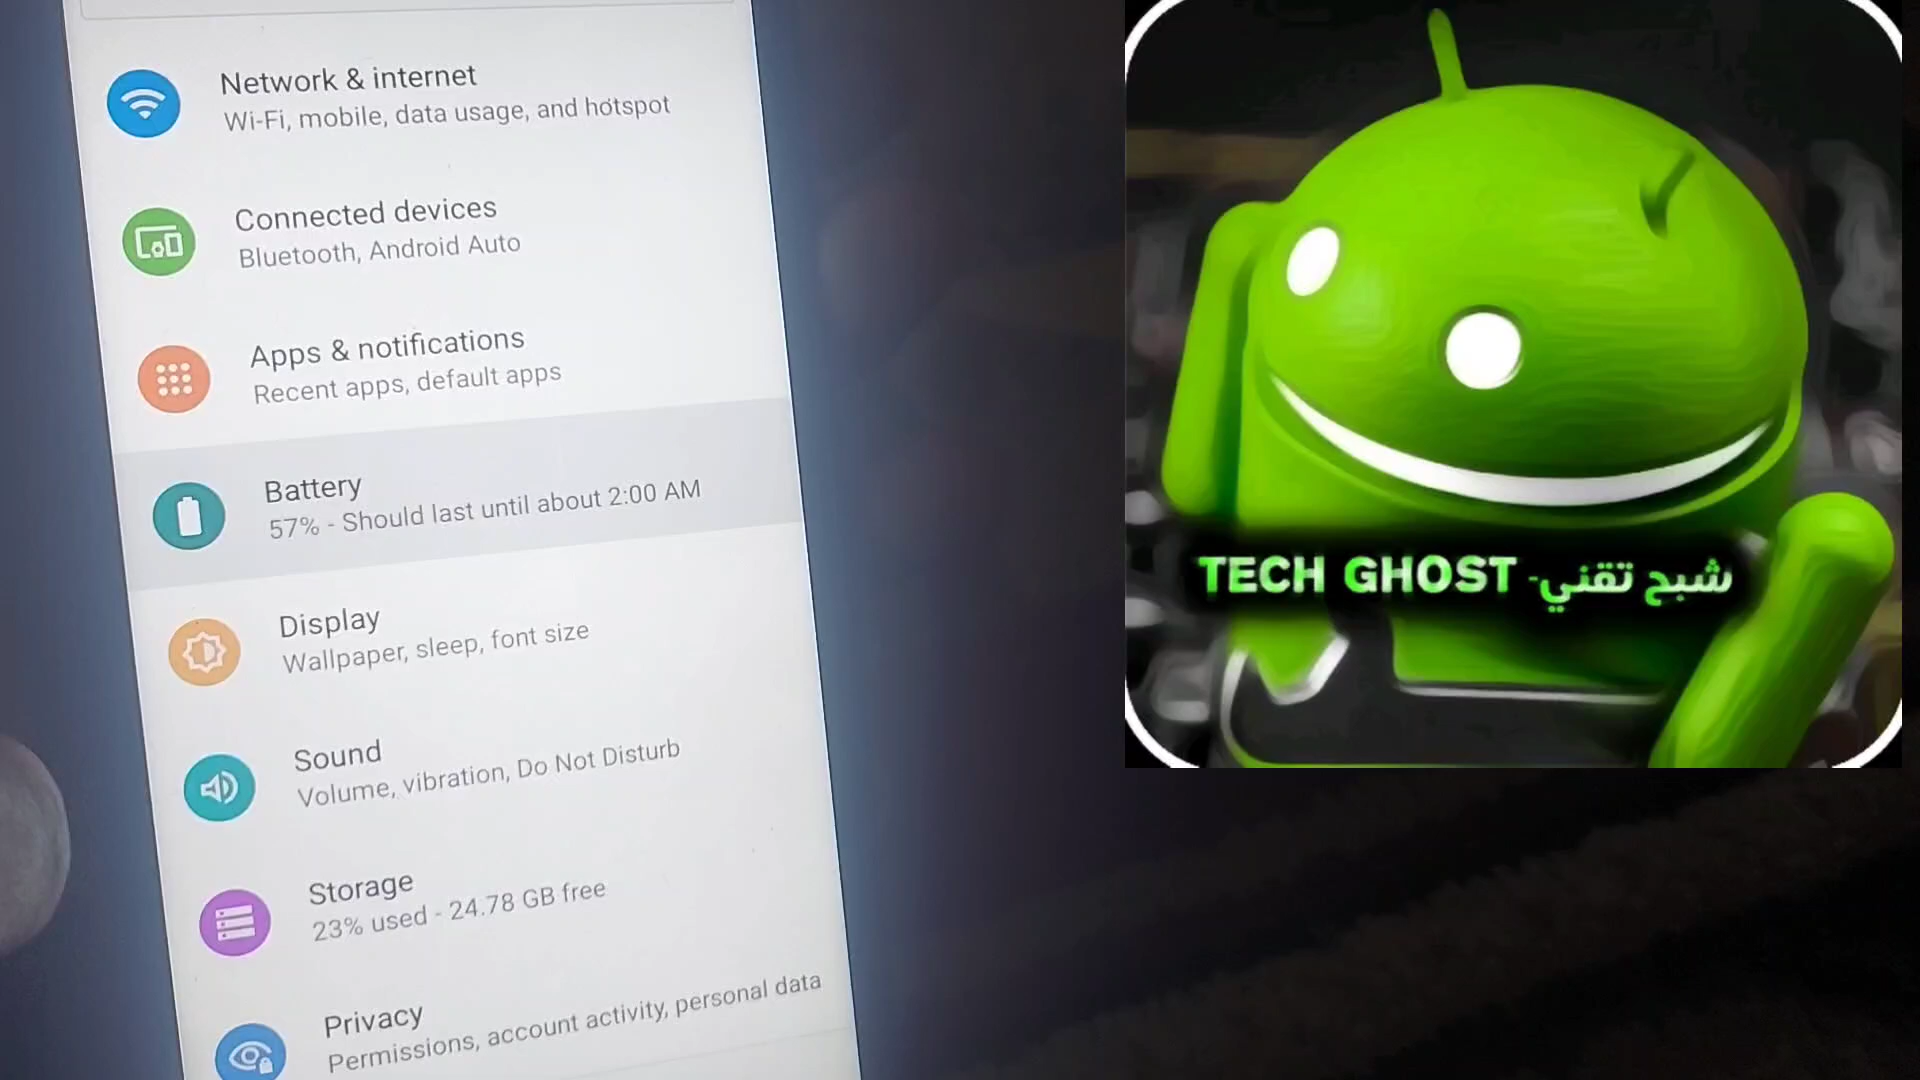 Network & internet
Wi-Fi, mobile, data usage, and hotspot
Connected devices
Bluetooth, Android Auto
Apps & notifications
Recent apps, default apps
Battery
57% - Should last until about 2:00 AM
Display
Wallpaper, sleep, font size
Sound
Volume, vibration, Do Not Disturb
Storage
23% used - 24.78 GB free
Privacy
Permissions, account activity, personal data
TECH GHOST -شبح تقني